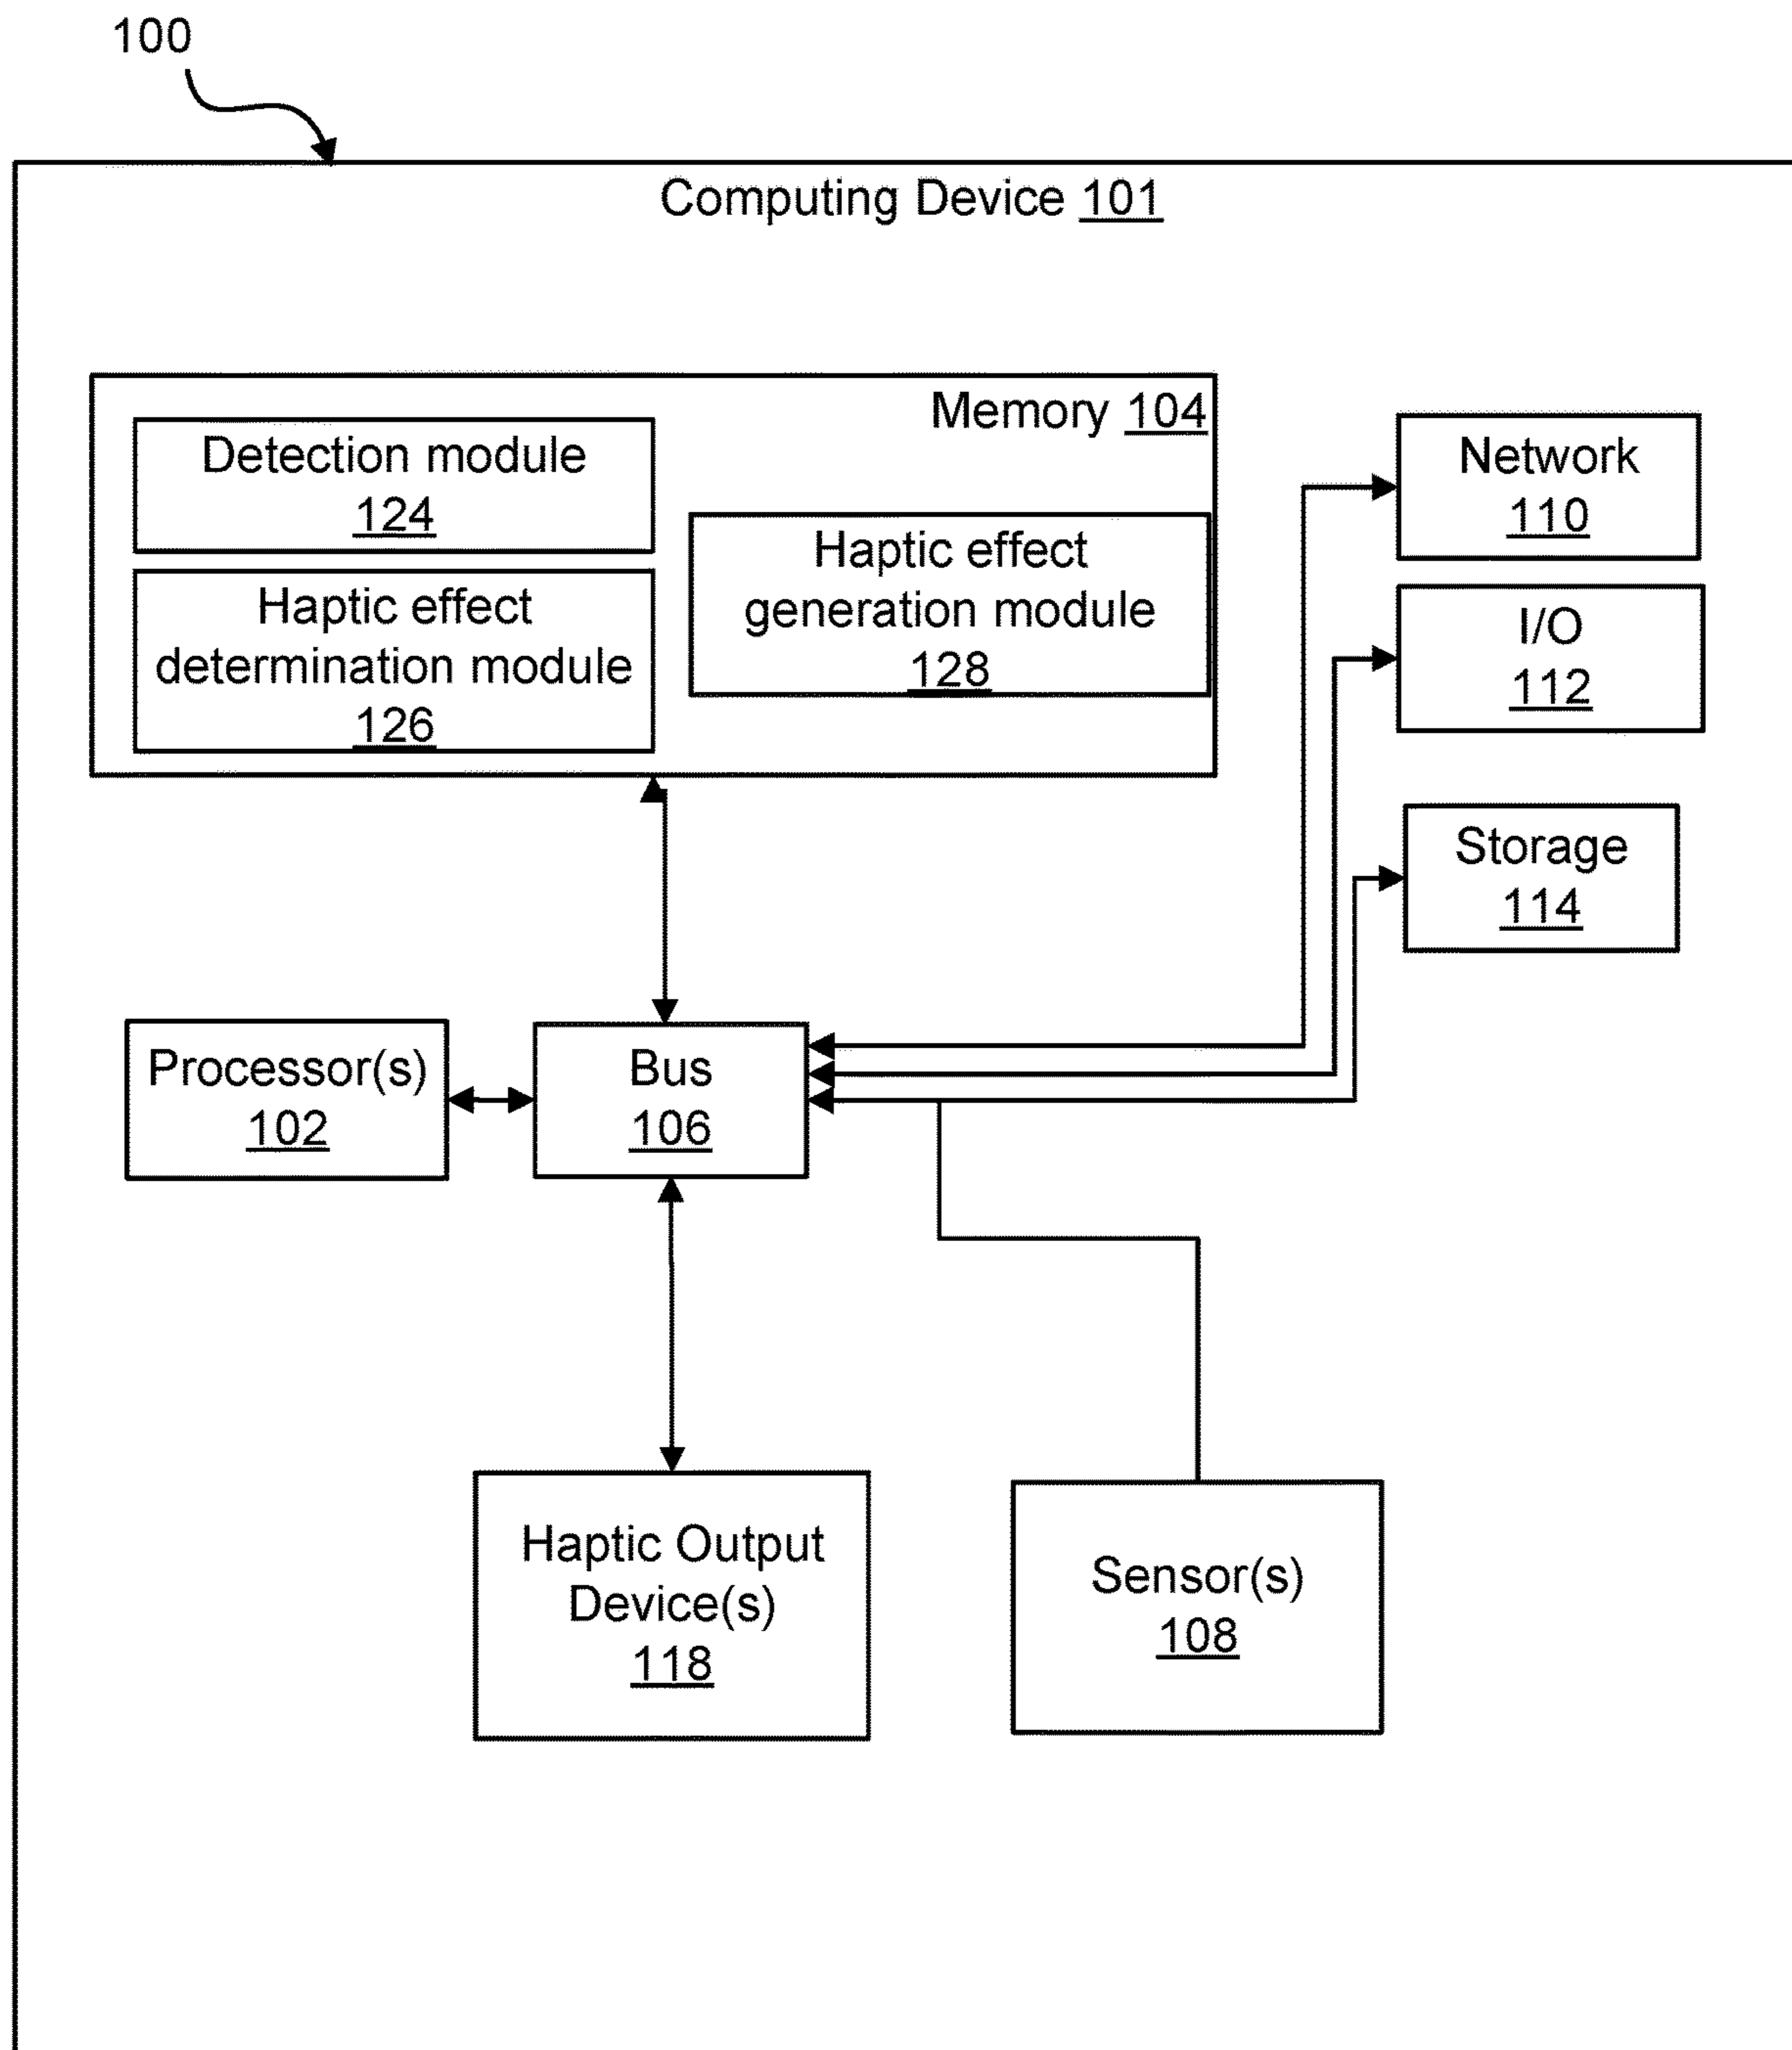 100
Computing Device 101
Memory 104
Detection module
124
Haptic effect
determination module
126
Haptic effect
generation module
128
Network
110
I/O
112
Storage
114
Processor(s)
102
Bus
106
Haptic Output
Device(s)
118
Sensor(s)
108